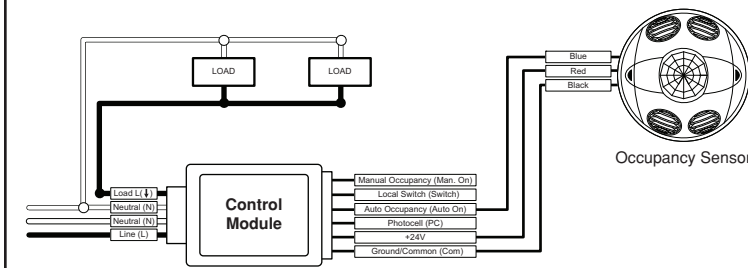 LOAD
LOAD
Blue
Red
Black
Occupancy Sensor
Load L(↓)
Neutral (N)
Neutral (N)
Line (L)
Control
Module
Manual Occupancy (Man. On)
Local Switch (Switch)
Auto Occupancy (Auto On)
Photocell (PC)
+24V
Ground/Common (Com)